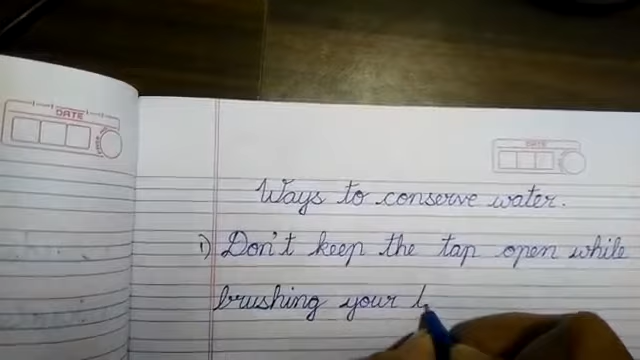 DATE
DATE
Ways to conserve water.
1) Don't keep the tap open while
brushing your